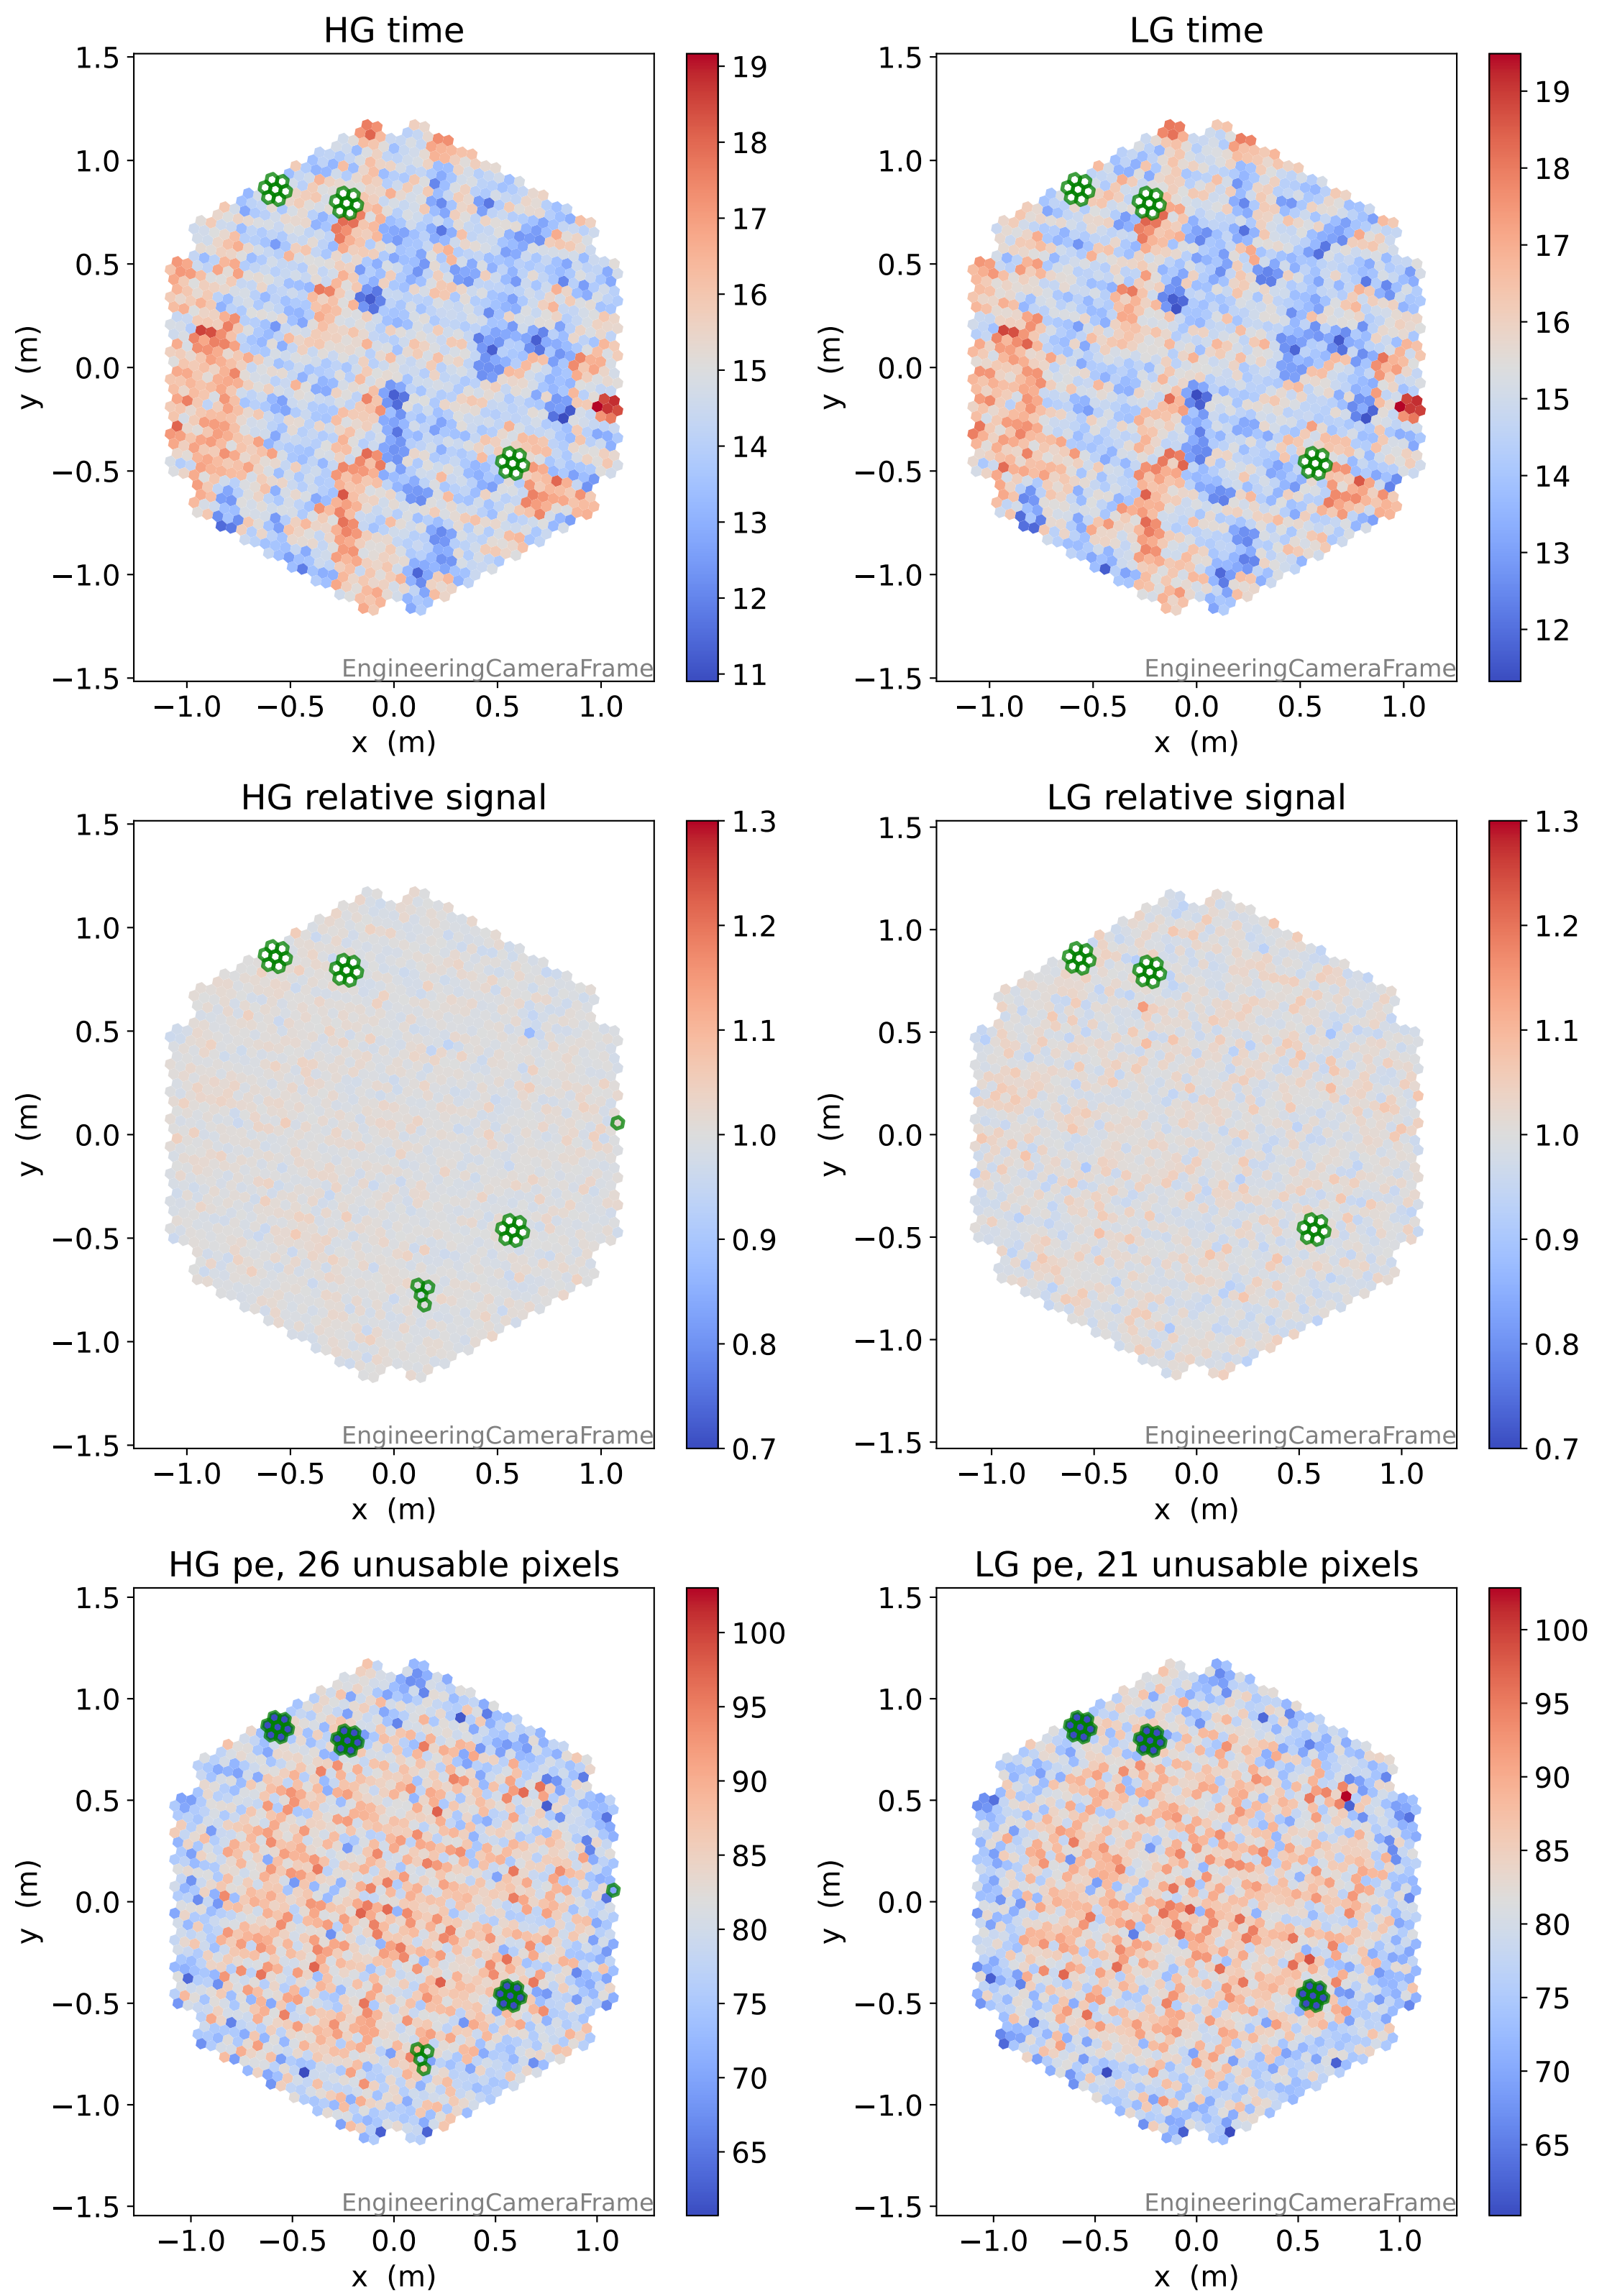 HG time
1.5
1.0
0.5
0.0
−0.5
−1.0
−1.5
y (m)
−1.0 −0.5 0.0 0.5 1.0
x (m)
EngineeringCameraFrame
19
18
17
16
15
14
13
12
11
LG time
1.5
1.0
0.5
0.0
−0.5
−1.0
−1.5
y (m)
−1.0 −0.5 0.0 0.5 1.0
x (m)
EngineeringCameraFrame
19
18
17
16
15
14
13
12
HG relative signal
1.5
1.0
0.5
0.0
−0.5
−1.0
−1.5
y (m)
−1.0 −0.5 0.0 0.5 1.0
x (m)
EngineeringCameraFrame
1.3
1.2
1.1
1.0
0.9
0.8
0.7
LG relative signal
1.5
1.0
0.5
0.0
−0.5
−1.0
−1.5
y (m)
−1.0 −0.5 0.0 0.5 1.0
x (m)
EngineeringCameraFrame
1.3
1.2
1.1
1.0
0.9
0.8
0.7
HG pe, 26 unusable pixels
1.5
1.0
0.5
0.0
−0.5
−1.0
−1.5
y (m)
−1.0 −0.5 0.0 0.5 1.0
x (m)
EngineeringCameraFrame
100
95
90
85
80
75
70
65
LG pe, 21 unusable pixels
1.5
1.0
0.5
0.0
−0.5
−1.0
−1.5
y (m)
−1.0 −0.5 0.0 0.5 1.0
x (m)
EngineeringCameraFrame
100
95
90
85
80
75
70
65